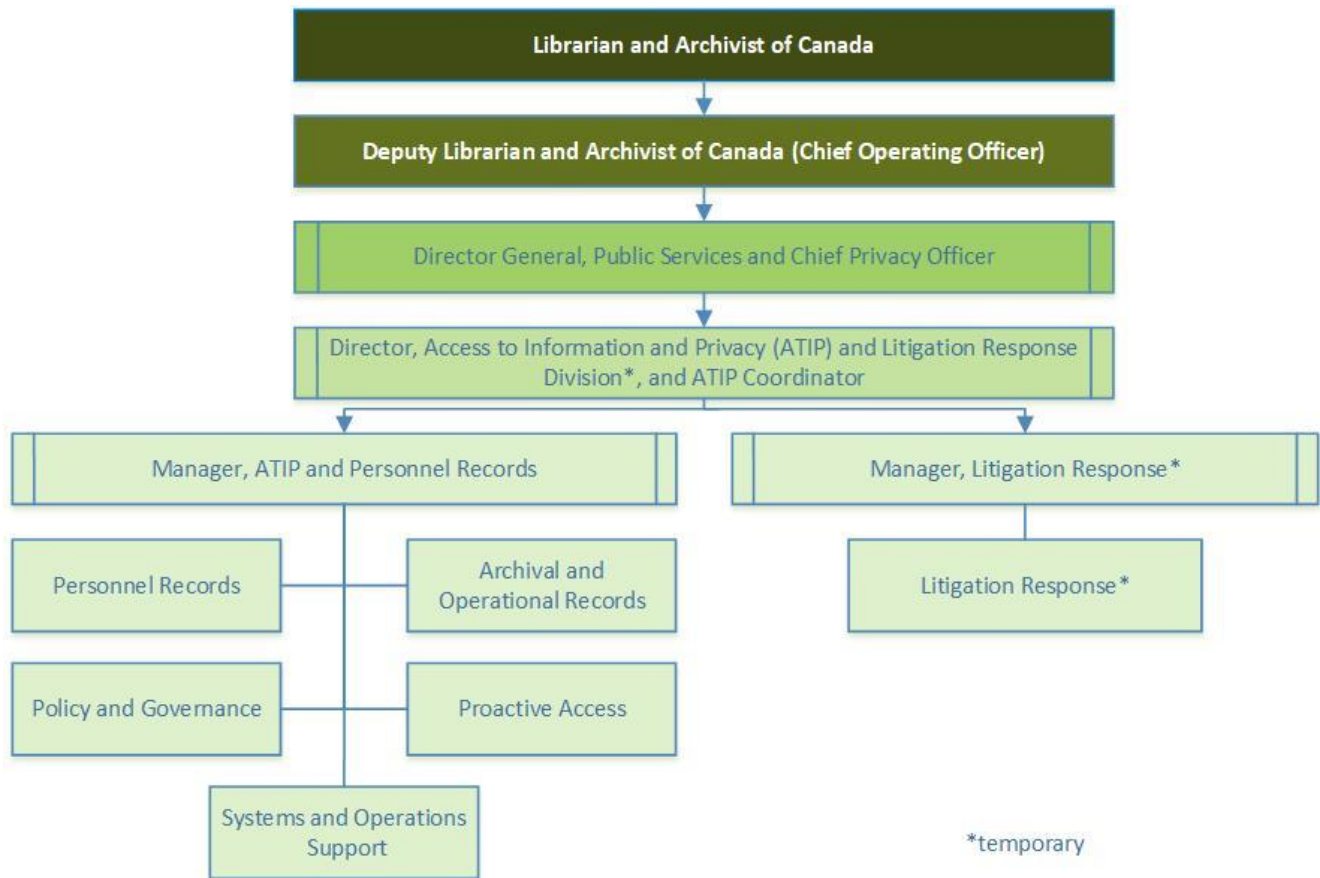 Librarian and Archivist of Canada
Deputy Librarian and Archivist of Canada (Chief Operating Officer)
Director General, Public Services and Chief Privacy Officer
Director, Access to Information and Privacy (ATIP) and Litigation Response
Division*, and ATIP Coordinator
Manager, ATIP and Personnel Records
Manager, Litigation Response*
Personnel Records
Archival and
Operational Records
Litigation Response*
Policy and Governance
Proactive Access
Systems and Operations
Support
*temporary